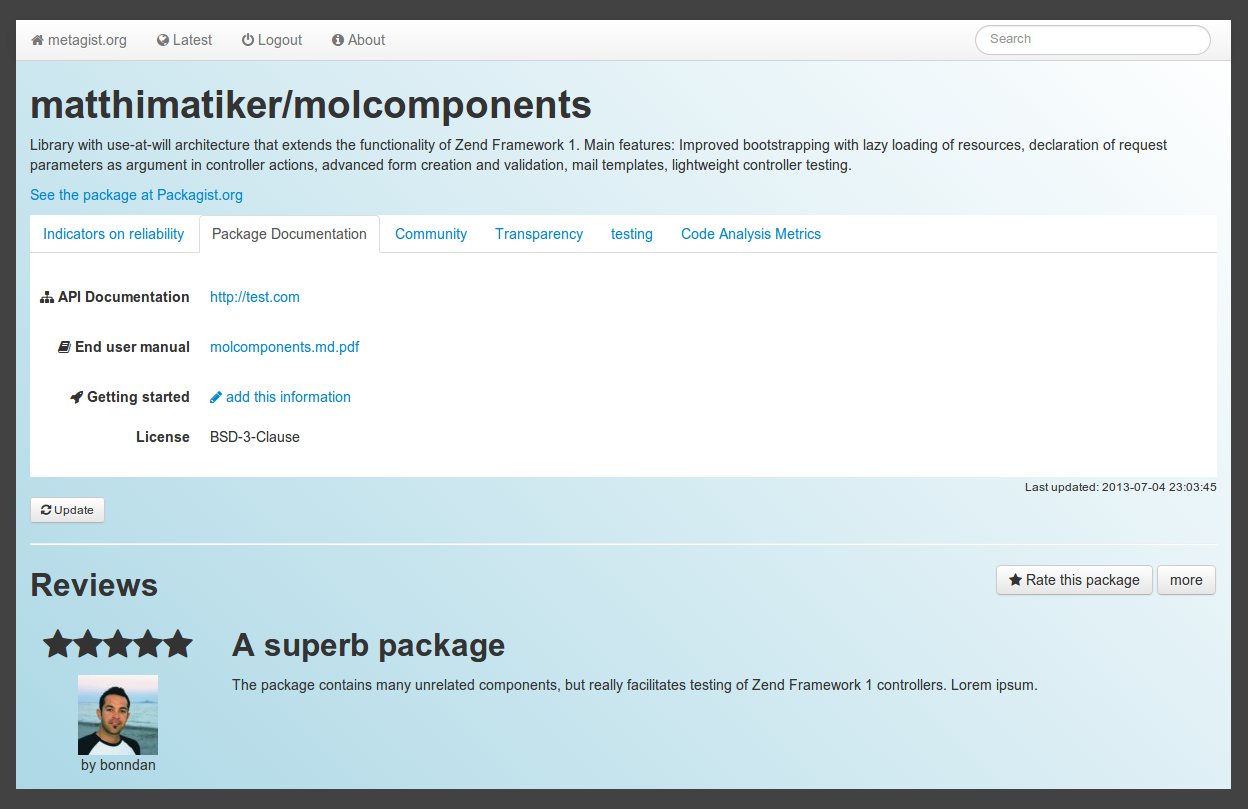 metagist.org Latest Logout About Search
matthimatiker/molcomponents
Library with use-at-will architecture that extends the functionality of Zend Framework 1. Main features: Improved bootstrapping with lazy loading of resources, declaration of request
parameters as argument in controller actions, advanced form creation and validation, mail templates, lightweight controller testing.
See the package at Packagist.org
Indicators on reliability Package Documentation Community Transparency testing Code Analysis Metrics
API Documentation http://test.com
End user manual molcomponents.md.pdf
Getting started add this information
License BSD-3-Clause
Last updated: 2013-07-04 23:03:45
Update
Reviews Rate this package more
A superb package
The package contains many unrelated components, but really facilitates testing of Zend Framework 1 controllers. Lorem ipsum.
by bonndan